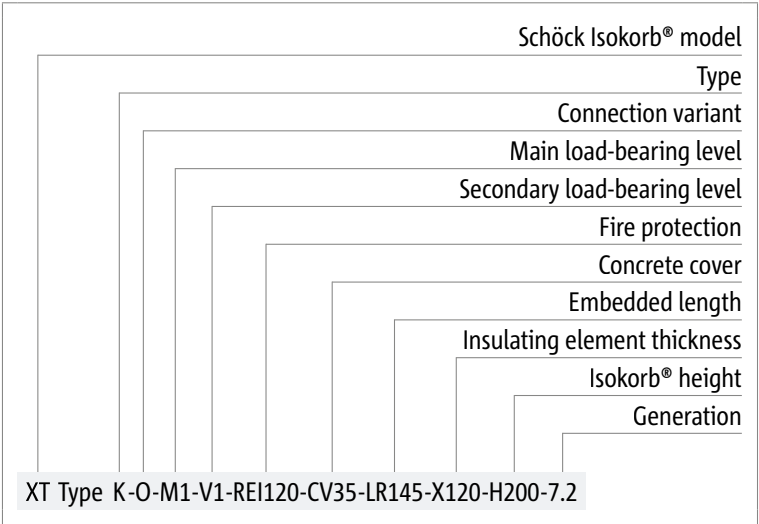 Schöck Isokorb® model
Type
Connection variant
Main load-bearing level
Secondary load-bearing level
Fire protection
Concrete cover
Embedded length
Insulating element thickness
Isokorb® height
Generation
XT Type K-O-M1-V1-REI120-CV35-LR145-X120-H200-7.2